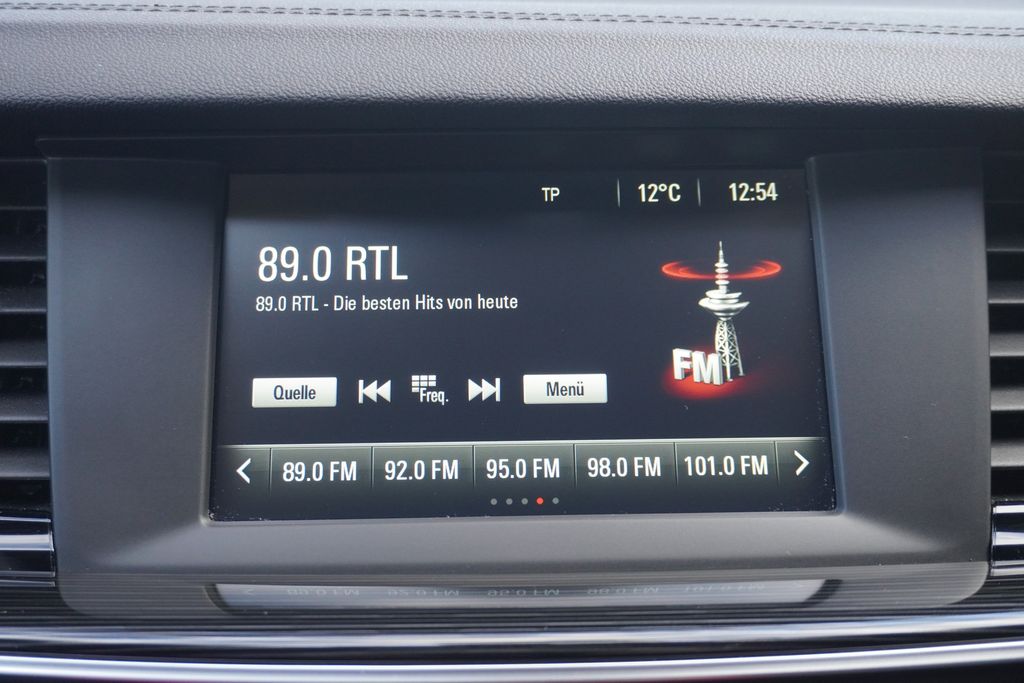 TP 12°C 12:54
89.0 RTL
89.0 RTL - Die besten Hits von heute
FM
Quelle Freq. Menü
89.0 FM 92.0 FM 95.0 FM 98.0 FM 101.0 FM